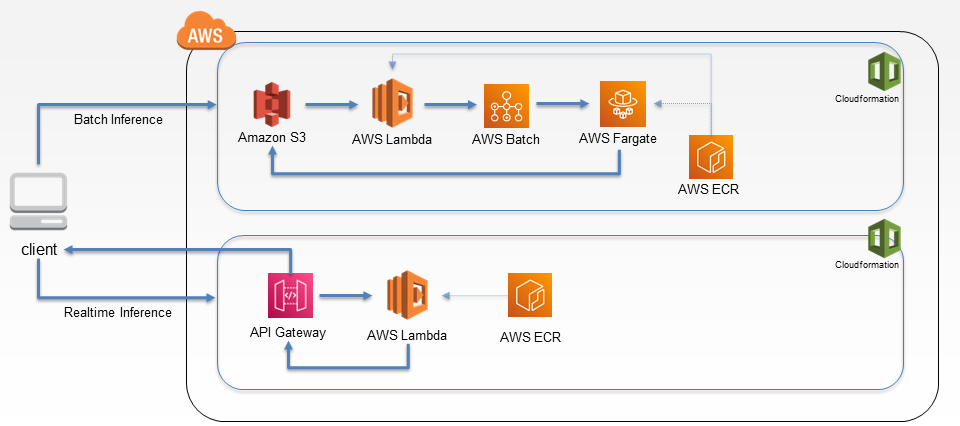 AWS
Cloudformation
Batch Inference
Amazon S3
AWS Lambda
AWS Batch
AWS Fargate
AWS ECR
client
Cloudformation
Realtime Inference
API Gateway
AWS Lambda
AWS ECR